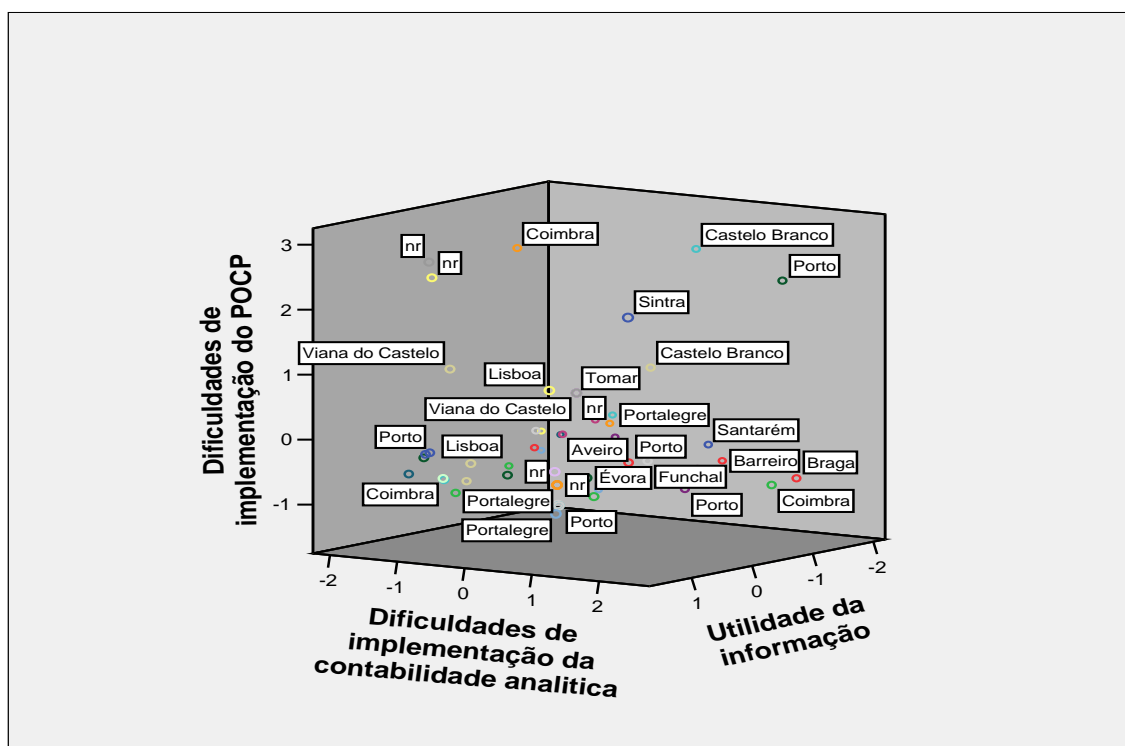 Coimbra
Castelo Branco
nr
nr
Porto
Sintra
Viana do Castelo
Castelo Branco
Lisboa
Tomar
Viana do Castelo
nr
Portalegre
Porto
Lisboa
Aveiro
Porto
Santarém
Barreiro
Braga
nr
nr
Évora
Funchal
Coimbra
Portalegre
Porto
Coimbra
Portalegre
Porto
3
2
1
0
-1
Dificuldades de
implementação do POCP
-2
-1
0
1
2
Dificuldades de
implementação da
contabilidade analitica
1
0
-1
-2
Utilidade da
informação